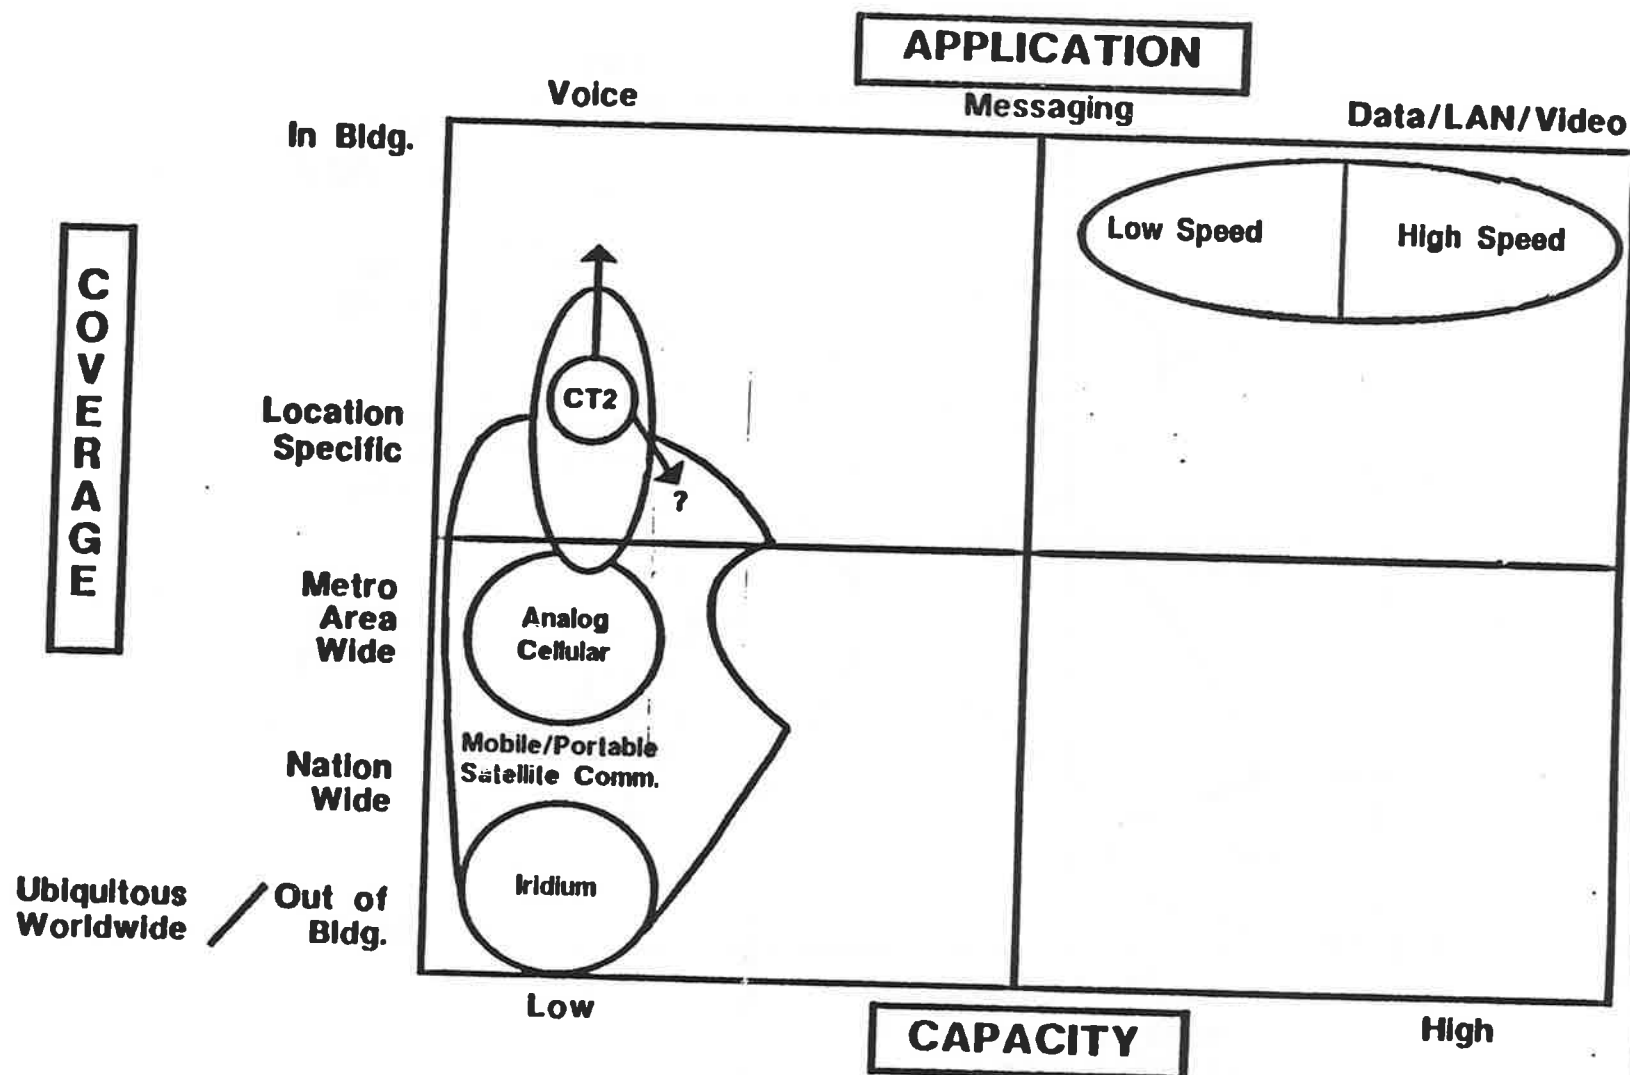 APPLICATION
Voice
Messaging
Data/LAN/Video
In Bldg.
Low Speed
High Speed
COVERAGE
CT2
Location
Specific
?
Metro
Area
Wide
Analog
Cellular
Mobile/Portable
Satellite Comm.
Nation
Wide
Iridium
Ubiquitous
Worldwide
/
Out of
Bldg.
Low
CAPACITY
High